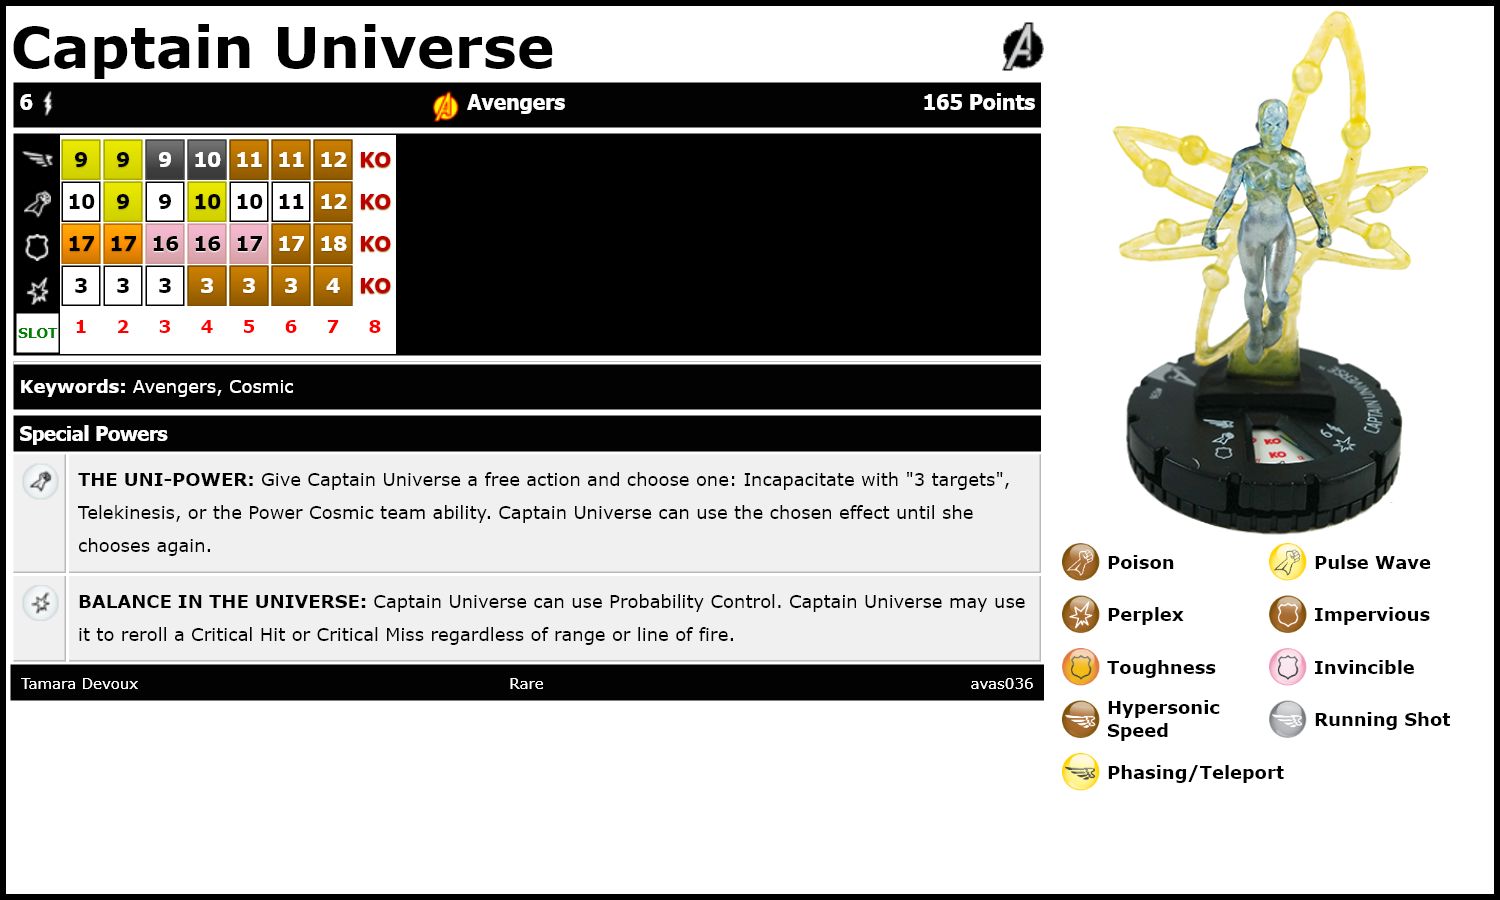 Captain Universe
6 Avengers 165 Points
9 9 9 10 11 11 12 KO
10 9 9 10 10 11 12 KO
17 17 16 16 17 17 18 KO
3 3 3 3 3 3 4 KO
SLOT 1 2 3 4 5 6 7 8
Keywords: Avengers, Cosmic
Special Powers
THE UNI-POWER: Give Captain Universe a free action and choose one: Incapacitate with "3 targets",
Telekinesis, or the Power Cosmic team ability. Captain Universe can use the chosen effect until she
chooses again.
BALANCE IN THE UNIVERSE: Captain Universe can use Probability Control. Captain Universe may use
it to reroll a Critical Hit or Critical Miss regardless of range or line of fire.
Tamara Devoux Rare avas036
CAPTAIN UNIVERSE
6
KO
KO
Poison Pulse Wave
Perplex Impervious
Toughness Invincible
Hypersonic
Speed
Running Shot
Phasing/Teleport